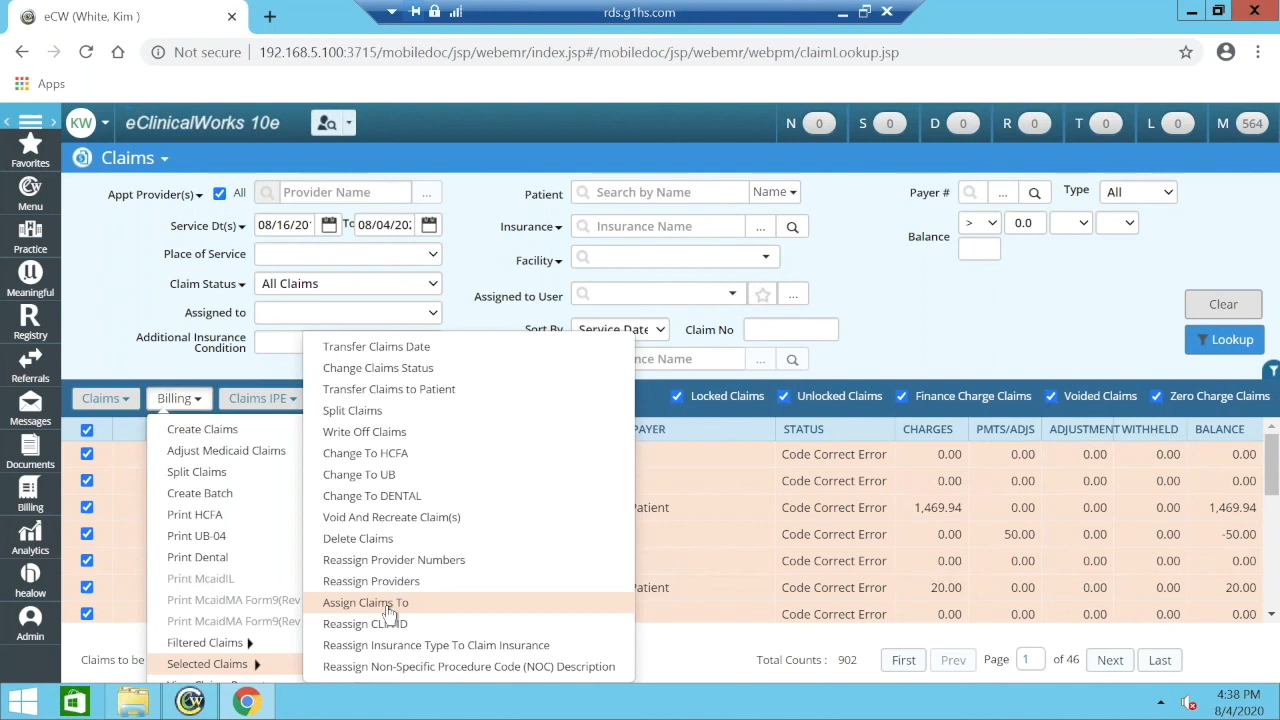 eCW (White, Kim )
rds.g1hs.com
Not secure 192.168.5.100:3715/mobiledoc/jsp/webemr/index.jsp#/mobiledoc/jsp/webemr/webpm/claimLookup.jsp
Apps
KW
eClinicalWorks 10e
N 0 S 0 D 0 R 0 T 0 L 0 M 564
Favorites
Menu
Practice
Meaningful
Registry
Referrals
Messages
Documents
Billing
Analytics
healow
Admin
Claims
Appt Provider(s) All Provider Name ...
Patient Search by Name Name
Payer # ... Type All
Service Dt(s) 08/16/20 To 08/04/20
Insurance Insurance Name ...
Balance > 0.0
Place of Service
Facility
Claim Status All Claims
Assigned to User ...
Clear
Assigned to
Sort By Service Date Claim No
Lookup
Additional Insurance
Condition
nce Name ...
Claims Billing Claims IPE
Locked Claims Unlocked Claims Finance Charge Claims Voided Claims Zero Charge Claims
PAYER STATUS CHARGES PMTS/ADJS ADJUSTMENT WITHHELD BALANCE
Code Correct Error 0.00 0.00 0.00 0.00 0.00
Code Correct Error 0.00 0.00 0.00 0.00 0.00
Patient Code Correct Error 1,469.94 0.00 0.00 0.00 1,469.94
Code Correct Error 0.00 50.00 0.00 0.00 -50.00
Code Correct Error 0.00 0.00 0.00 0.00 0.00
Patient Code Correct Error 20.00 0.00 0.00 0.00 20.00
Code Correct Error 0.00 0.00 0.00 0.00 0.00
Create Claims
Adjust Medicaid Claims
Split Claims
Create Batch
Print HCFA
Print UB-04
Print Dental
Print McaidIL
Print McaidMA Form9(Rev
Print McaidMA Form9(Rev
Filtered Claims
Selected Claims
Transfer Claims Date
Change Claims Status
Transfer Claims to Patient
Split Claims
Write Off Claims
Change To HCFA
Change To UB
Change To DENTAL
Void And Recreate Claim(s)
Delete Claims
Reassign Provider Numbers
Reassign Providers
Assign Claims To
Reassign CLIA ID
Reassign Insurance Type To Claim Insurance
Reassign Non-Specific Procedure Code (NOC) Description
Claims to be
Total Counts : 902 First Prev Page 1 of 46 Next Last
4:38 PM
8/4/2020